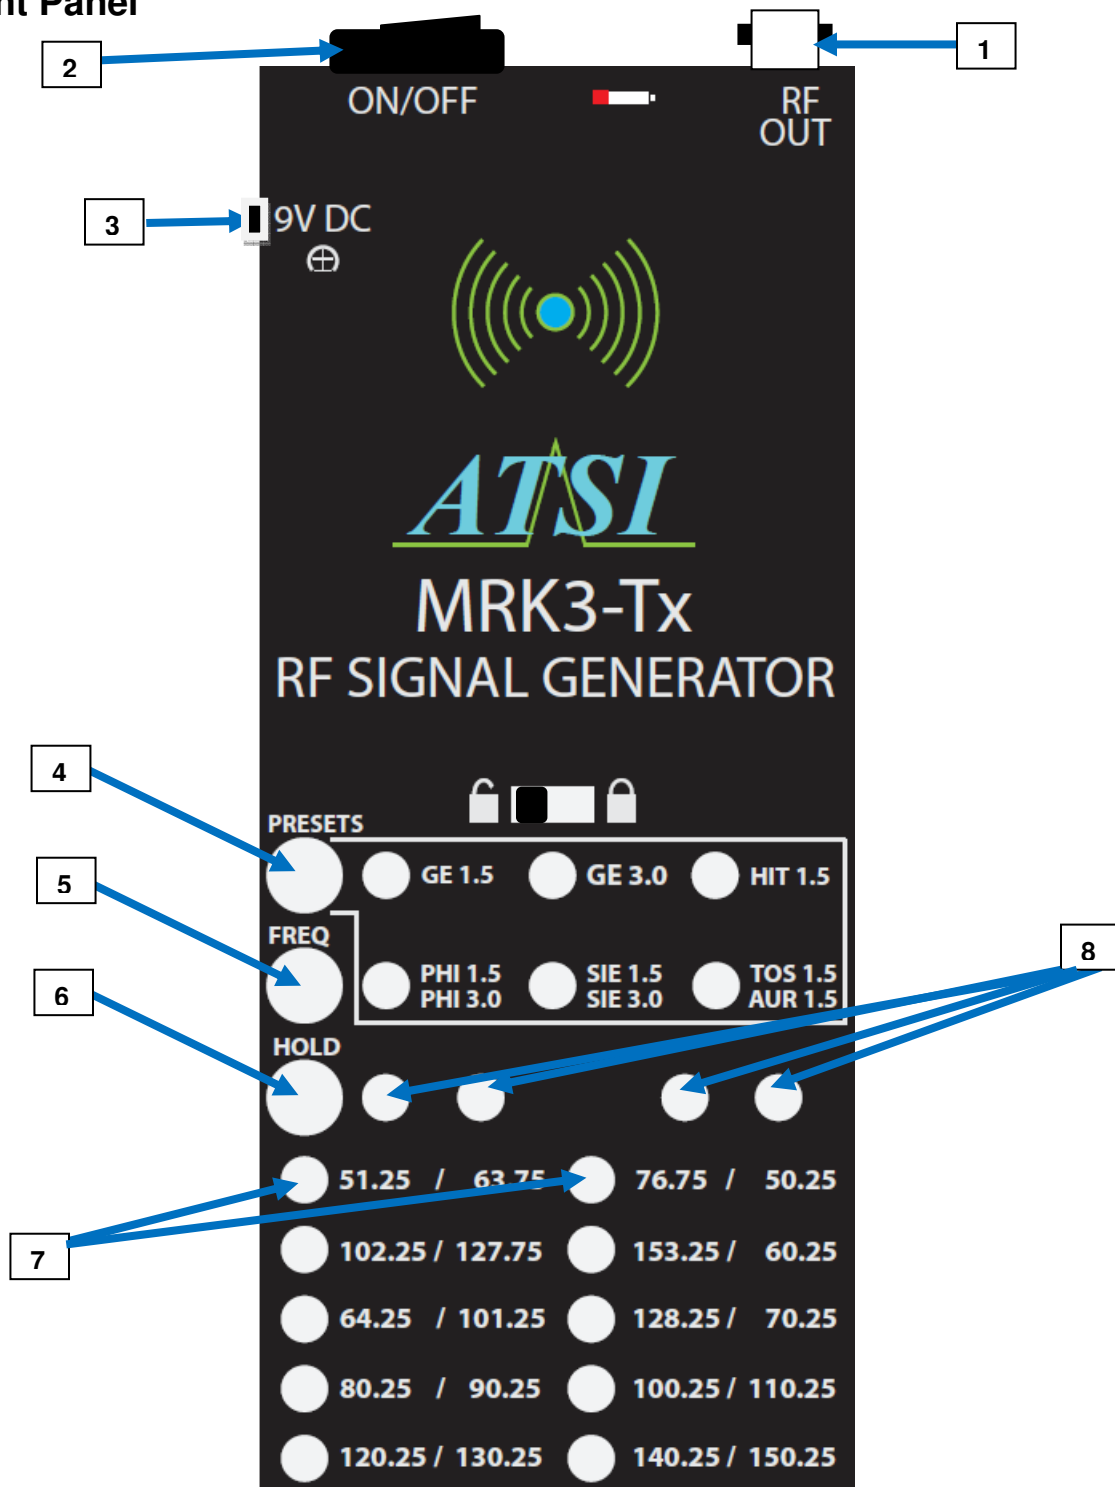 nt Panel
2
1
ON/OFF
RF
OUT
3
9V DC
ATSI
MRK3-Tx
RF SIGNAL GENERATOR
4
PRESETS
GE 1.5
GE 3.0
HIT 1.5
5
FREQ
PHI 1.5
PHI 3.0
SIE 1.5
SIE 3.0
TOS 1.5
AUR 1.5
8
6
HOLD
51.25 / 63.75
76.75 / 50.25
7
102.25 / 127.75
153.25 / 60.25
64.25 / 101.25
128.25 / 70.25
80.25 / 90.25
100.25 / 110.25
120.25 / 130.25
140.25 / 150.25